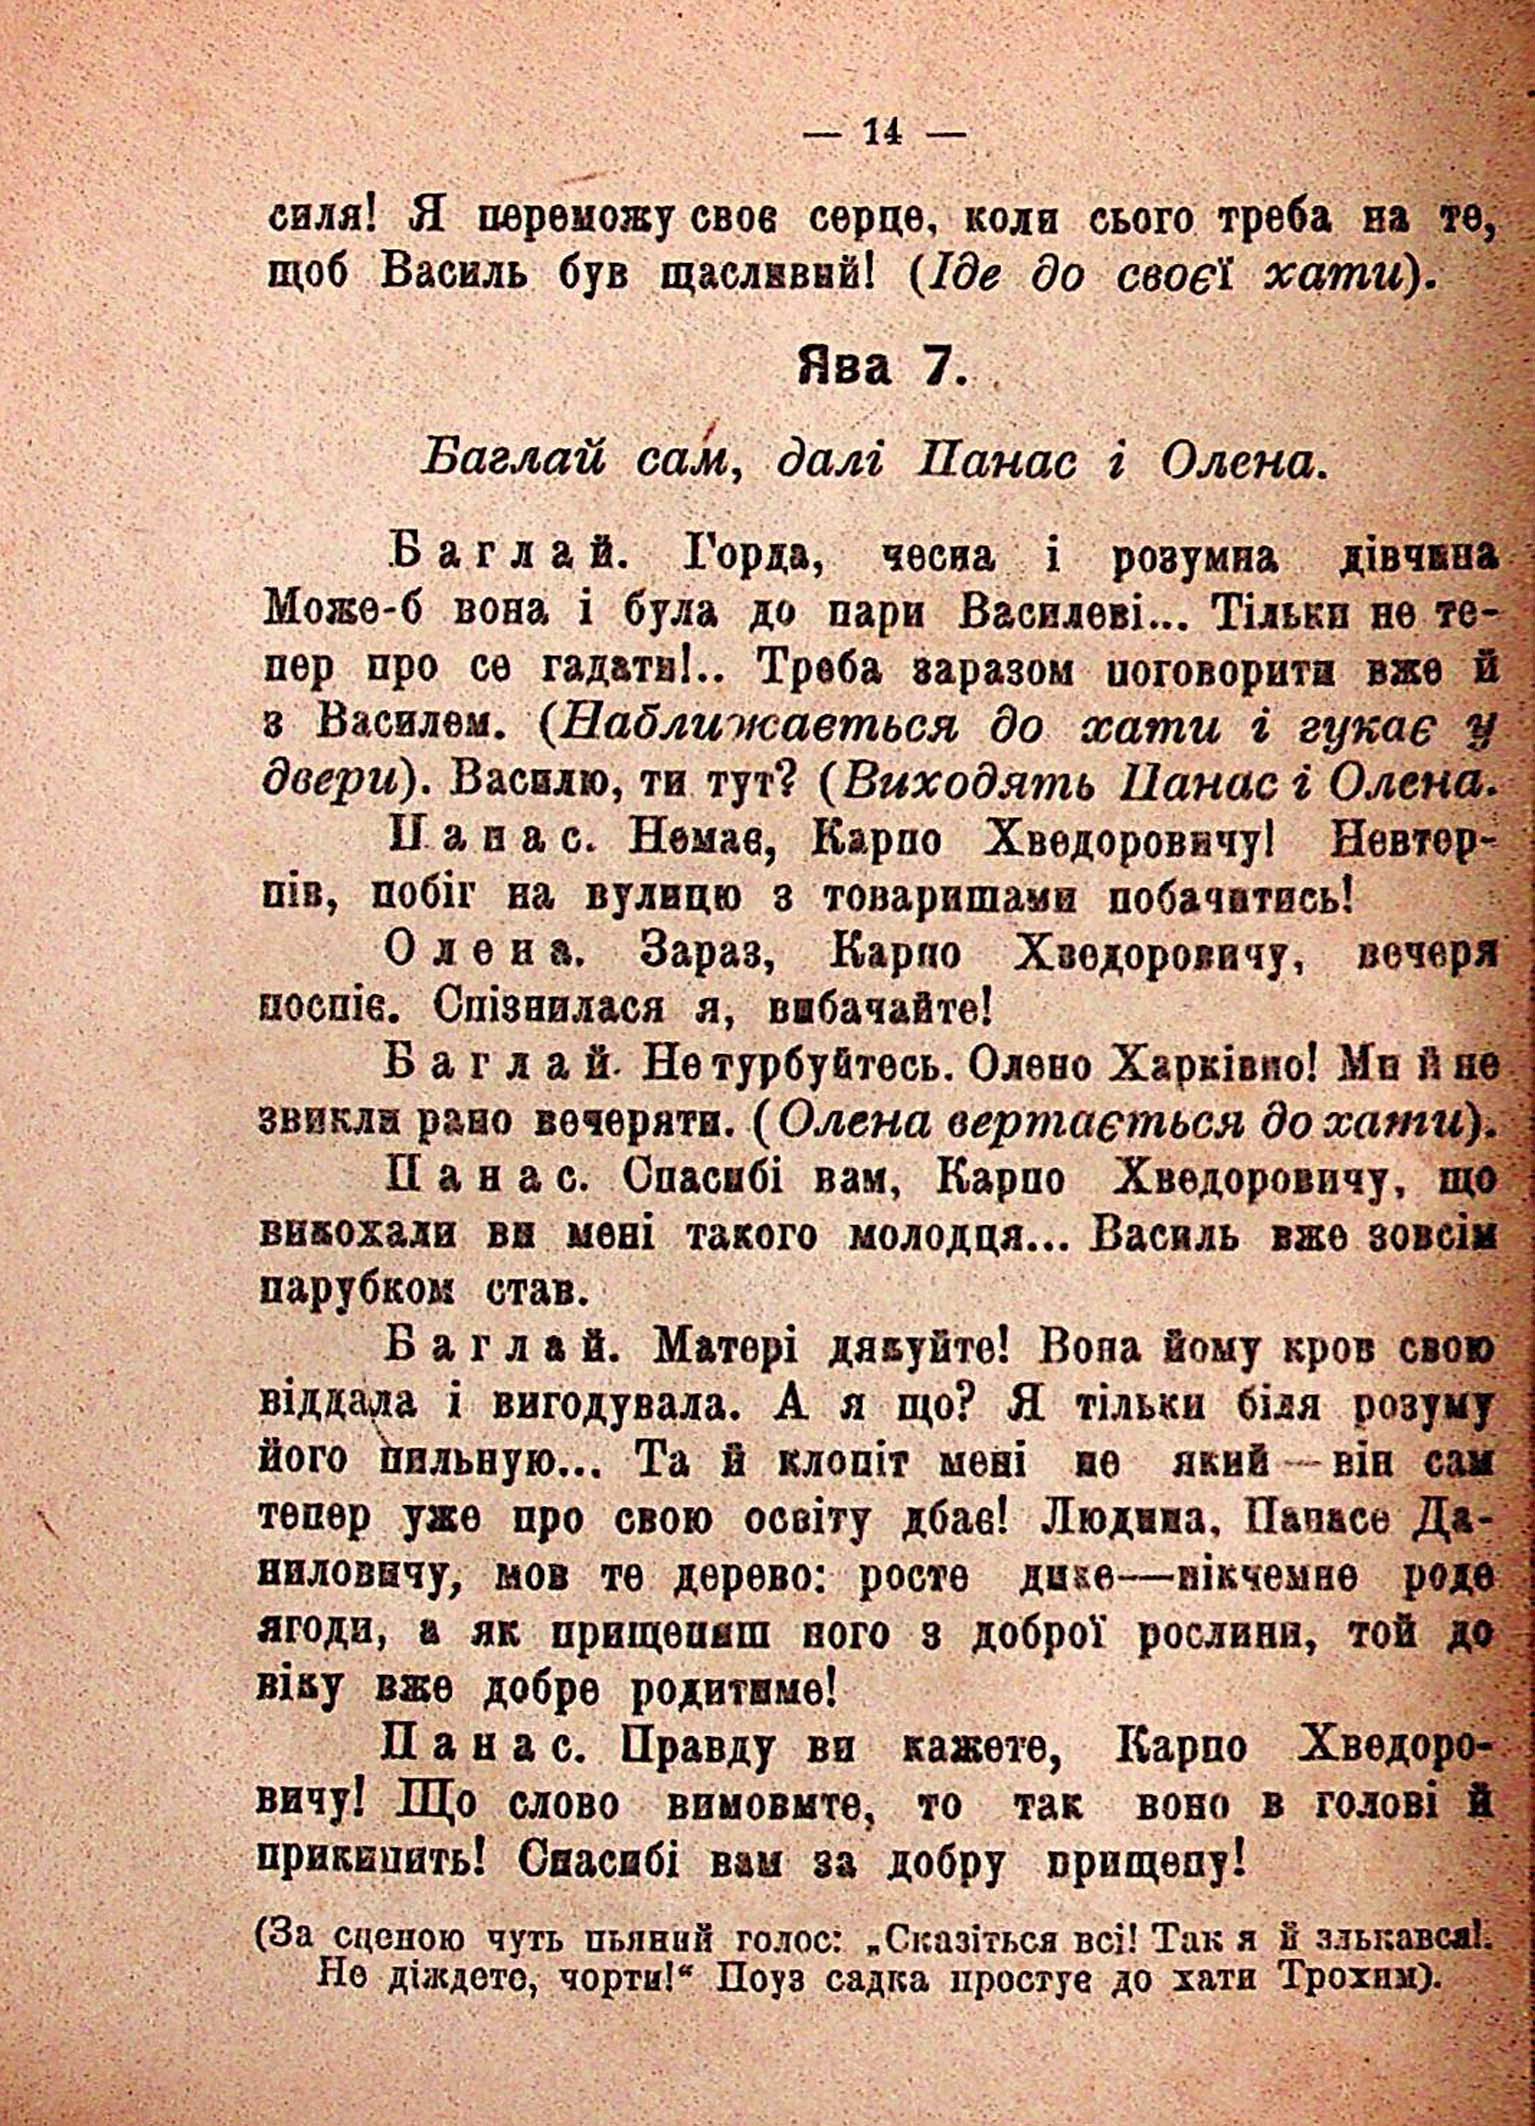 — 14 —
силя! Я переможу своє серце, коли сього треба на те,
щоб Василь був щасливий! (Іде до своєї хати).
Ява 7.
Баглай сам, далі Панас і Олена.
Баглай. Горда, чесна і розумна дівчина
Може-б вона і була до пари Василеві... Тільки не те-
пер про се гадати!.. Треба заразом поговорити вже й
з Василем. (Наближається до хати і гукає у
двери). Василю, ти тут? (Виходять Панас і Олена.
Панас. Немає, Карпо Хведоровичу! Невтер-
пів, побіг на вулицю з товаришами побачитись!
Олена. Зараз, Карпо Хведоровичу, вечеря
поспіє. Спізнилася я, вибачайте!
Баглай. Не турбуйтесь. Олено Харківно! Ми й не
звикли рано вечеряти. (Олена вертається до хати).
Панас. Спасибі вам, Карпо Хведоровичу, що
викохали ви мені такого молодця... Василь вже зовсім
парубком став.
Баглай. Матері дякуйте! Вона йому кров свою
віддала і вигодувала. А я що? Я тільки біля розуму
його пильную... Та й клопіт мені не який — він сам
тепер уже про свою освіту дбає! Людина, Панасе Да-
ниловичу, мов те дерево: росте дике—нікчемне роде
ягоди, а як прищепиш ного з доброї рослини, той до
віку вже добре родитиме!
Панас. Правду ви кажете, Карпо Хведоро-
вичу! Що слово вимовмте, то так воно в голові й
прикипить! Спасибі вам за добру прищепу!
(За сценою чуть пьяний голос: „Сказіться всі! Так я й злькався!.
Не діждете, чорти!“ Поуз садка простує до хати Трохим).